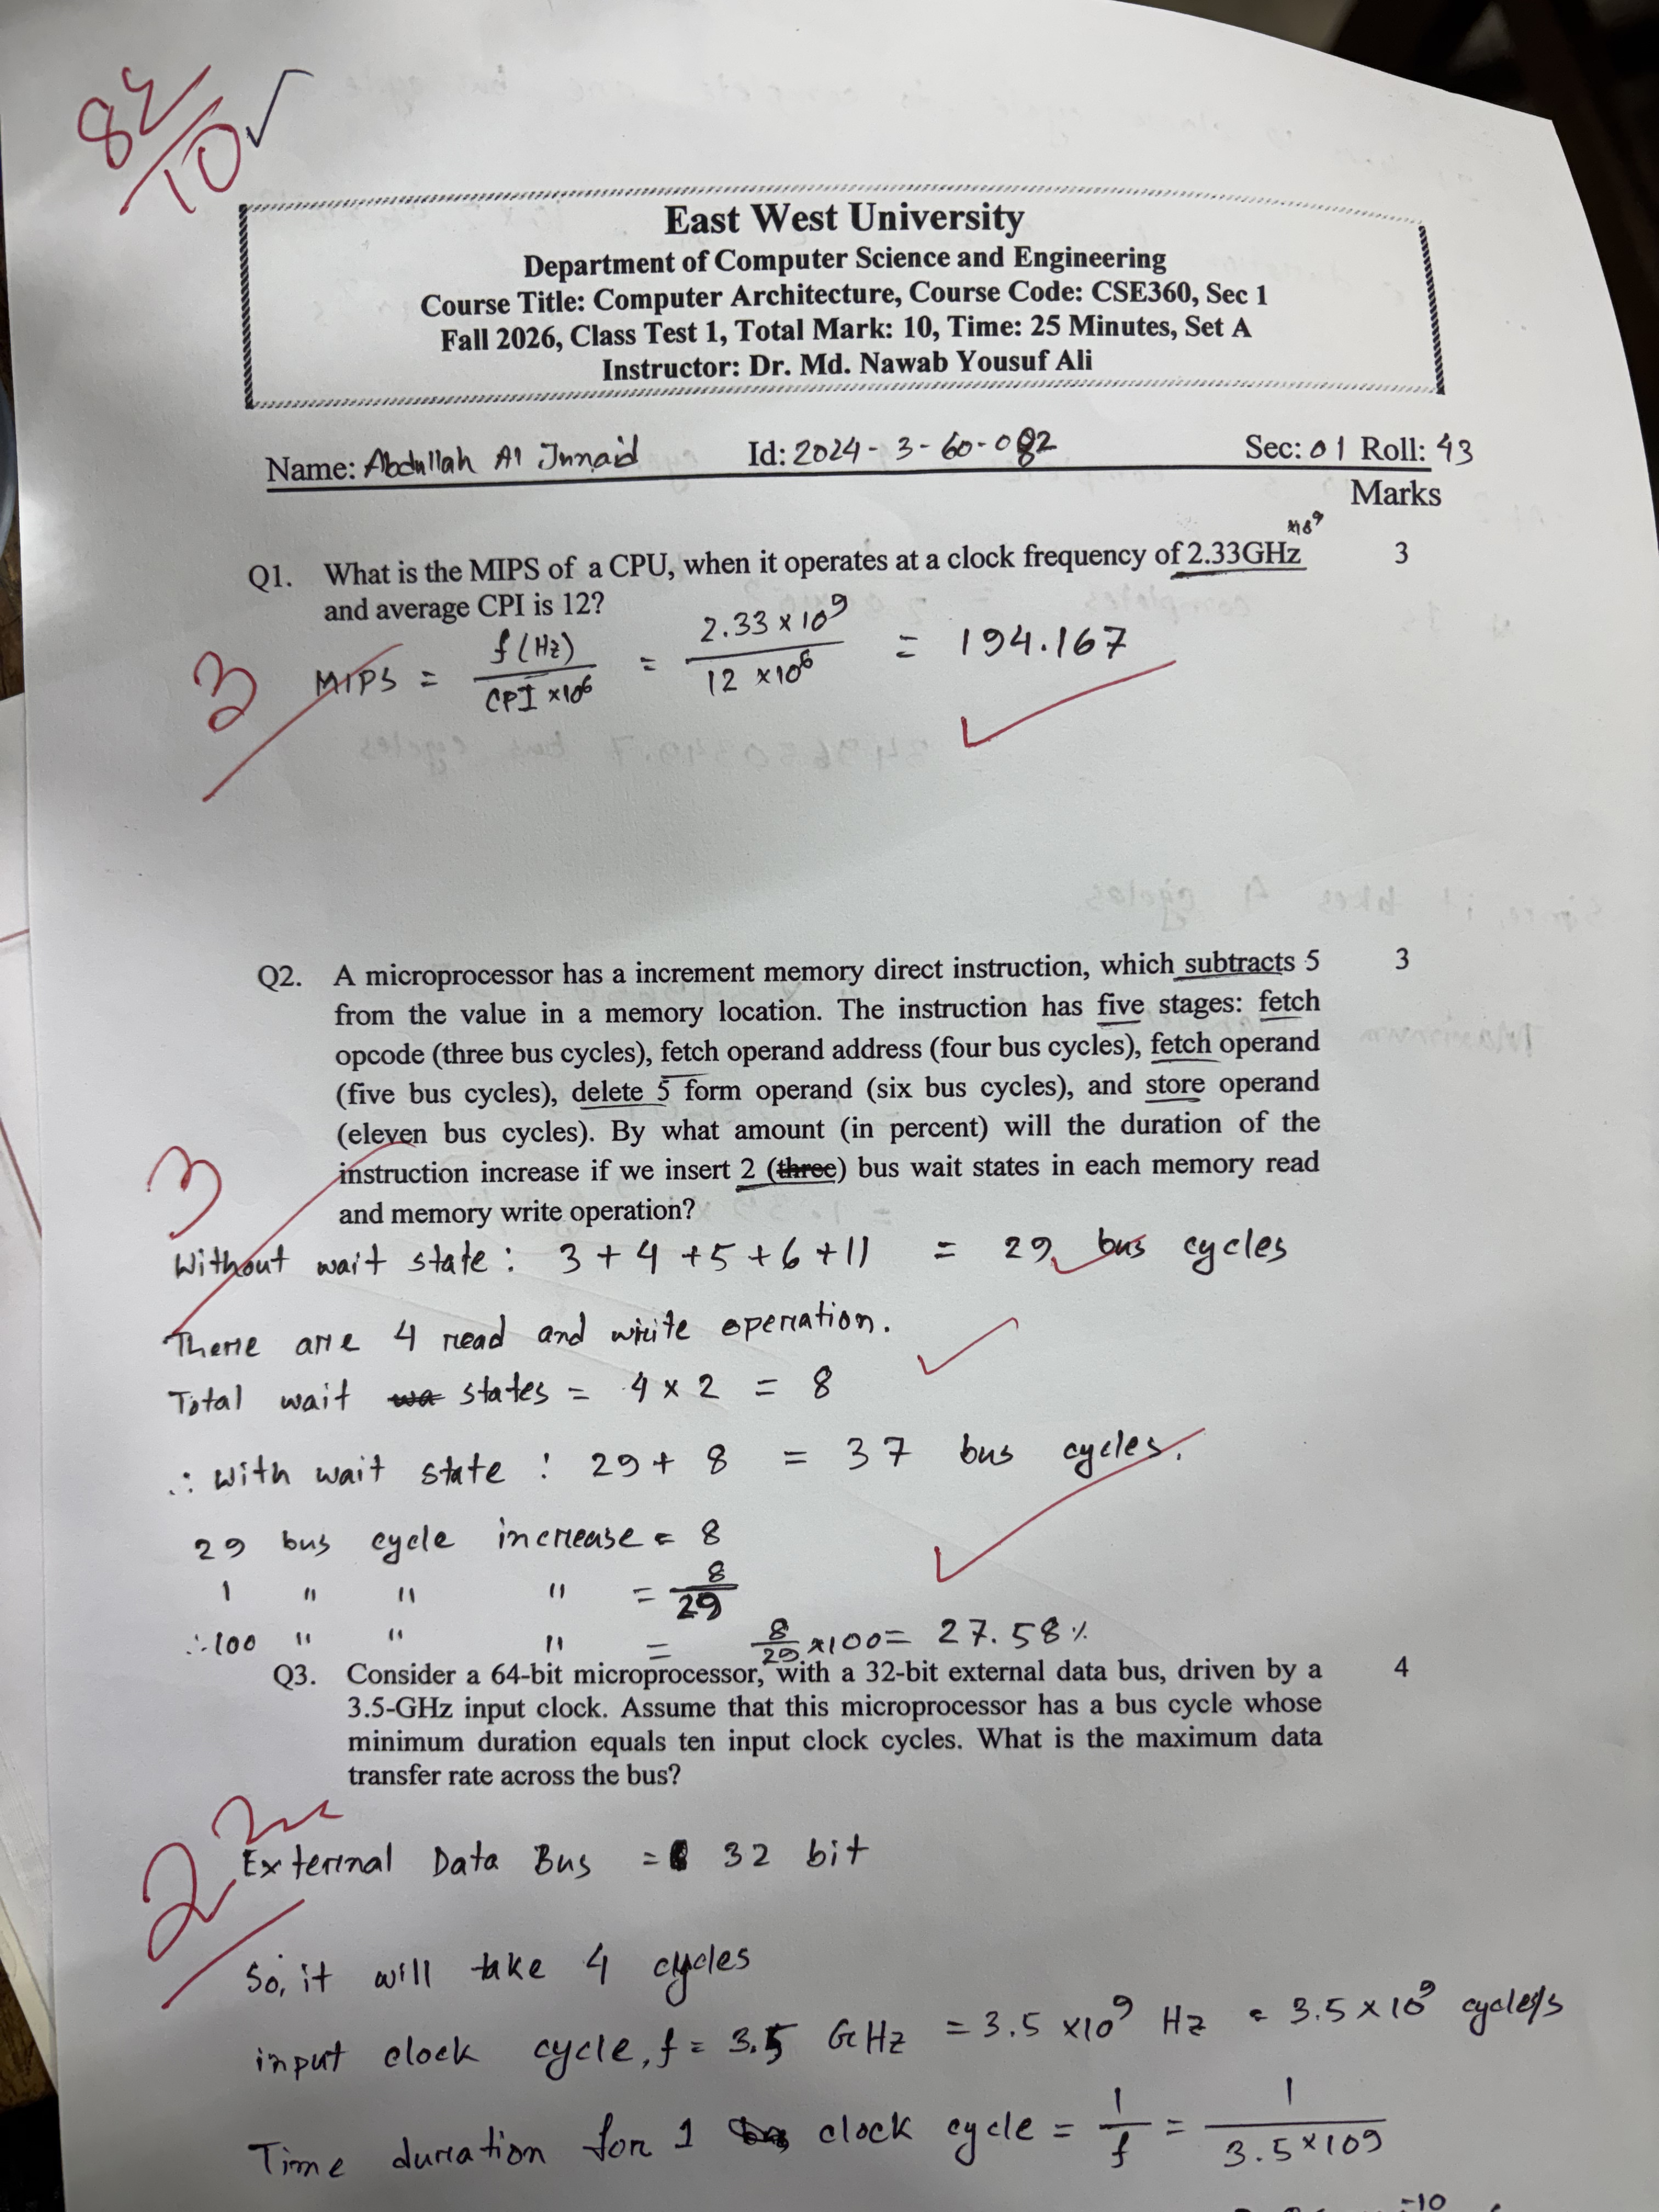 8½/10
East West University
Department of Computer Science and Engineering
Course Title: Computer Architecture, Course Code: CSE360, Sec 1
Fall 2026, Class Test 1, Total Mark: 10, Time: 25 Minutes, Set A
Instructor: Dr. Md. Nawab Yousuf Ali
Name: Abdullah Al Junaid Id: 2024-3-60-082 Sec: 01 Roll: 43
Marks
Q1. What is the MIPS of a CPU, when it operates at a clock frequency of 2.33GHz 3
and average CPI is 12?
3 MIPS = f(Hz) / CPI × 10⁶ = 2.33 × 10⁹ / 12 × 10⁶ = 194.167
Q2. A microprocessor has a increment memory direct instruction, which subtracts 5 3
from the value in a memory location. The instruction has five stages: fetch
opcode (three bus cycles), fetch operand address (four bus cycles), fetch operand
(five bus cycles), delete 5 form operand (six bus cycles), and store operand
(eleven bus cycles). By what amount (in percent) will the duration of the
3 instruction increase if we insert 2 (three) bus wait states in each memory read
and memory write operation?
Without wait state : 3 + 4 + 5 + 6 + 11 = 29 bus cycles
There are 4 read and write operation.
Total wait states = 4 × 2 = 8
∴ With wait state : 29 + 8 = 37 bus cycles.
29 bus cycle increase = 8
1 " " " = 8/29
∴ 100 " " " = 8/29 × 100 = 27.58%
Q3. Consider a 64-bit microprocessor, with a 32-bit external data bus, driven by a 4
3.5-GHz input clock. Assume that this microprocessor has a bus cycle whose
minimum duration equals ten input clock cycles. What is the maximum data
transfer rate across the bus?
External Data Bus = 32 bit
So, it will take 4 cycles
input clock cycle, f = 3.5 GHz = 3.5 × 10⁹ Hz = 3.5 × 10⁹ cycle/s
Time duration for 1 clock cycle = 1/f = 1 / 3.5 × 109